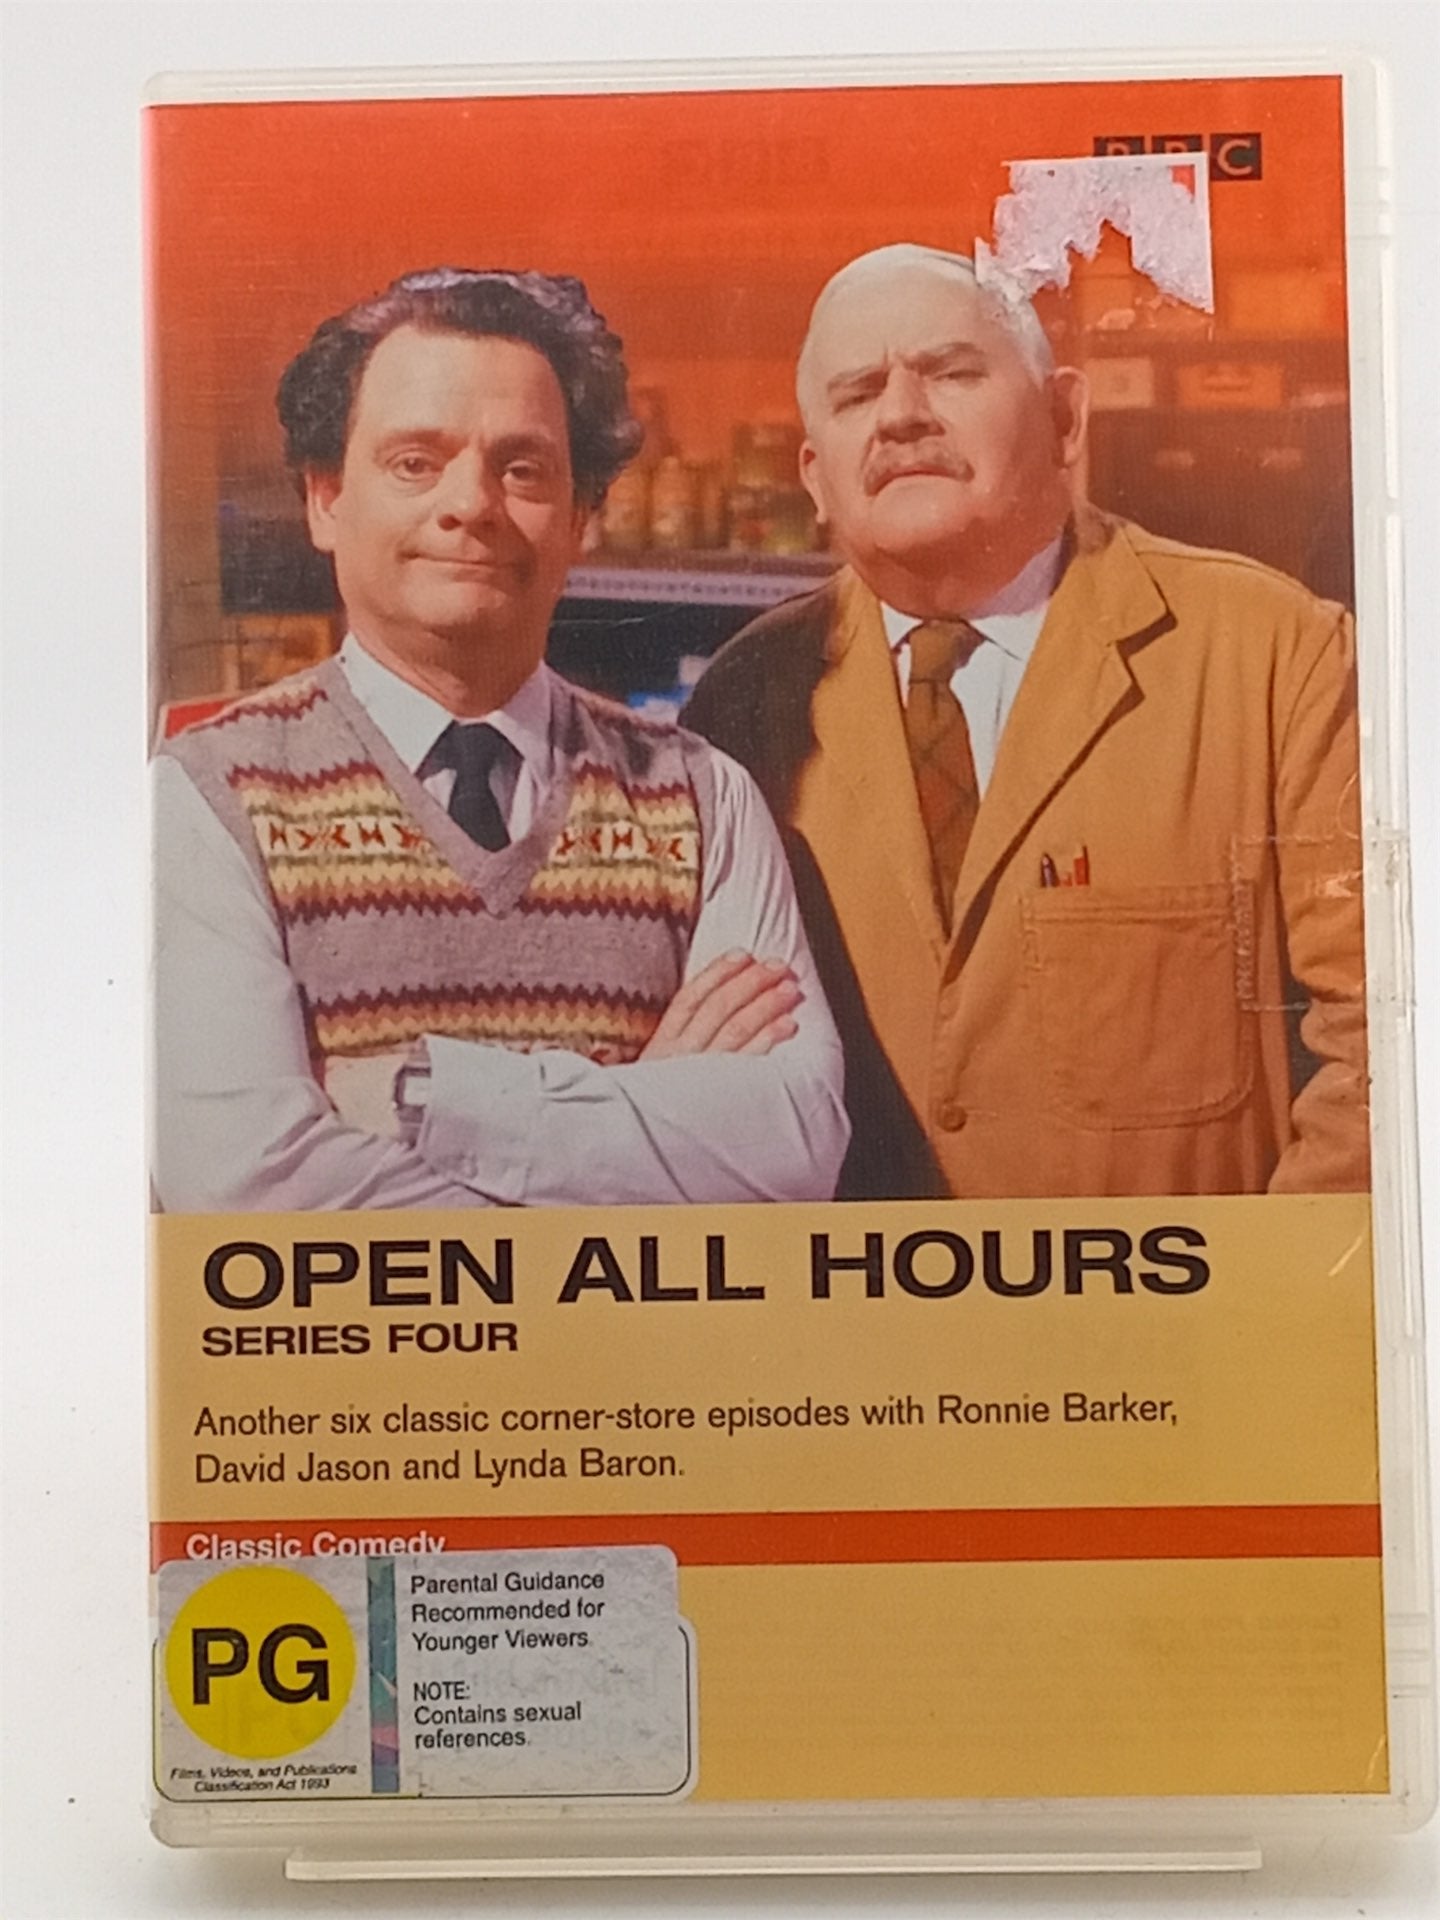 BBC
OPEN ALL HOURS
SERIES FOUR
Another six classic corner-store episodes with Ronnie Barker,
David Jason and Lynda Baron.
Classic Comedy
PG
Parental Guidance
Recommended for
Younger Viewers.
NOTE:
Contains sexual
references.
Films, Videos, and Publications
Classification Act 1993